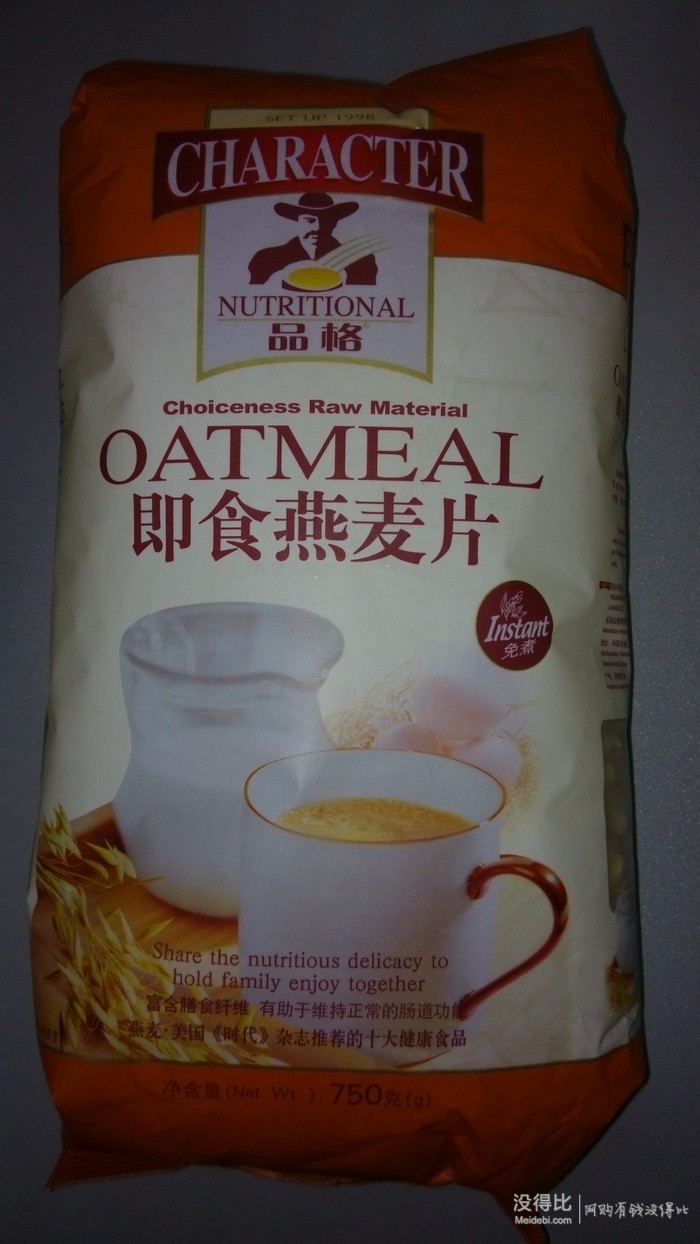 SET UP 1998
CHARACTER
NUTRITIONAL
品格®
Choiceness Raw Material
OATMEAL
即食燕麦片
Instant
免煮
Share the nutritious delicacy to
hold family enjoy together
富含膳食纤维 有助于维持正常的肠道功能
燕麦·美国《时代》杂志推荐的十大健康食品
净含量(Net Wt.) 750克(g)
没得比
Meidebi.com
网购有钱没得比